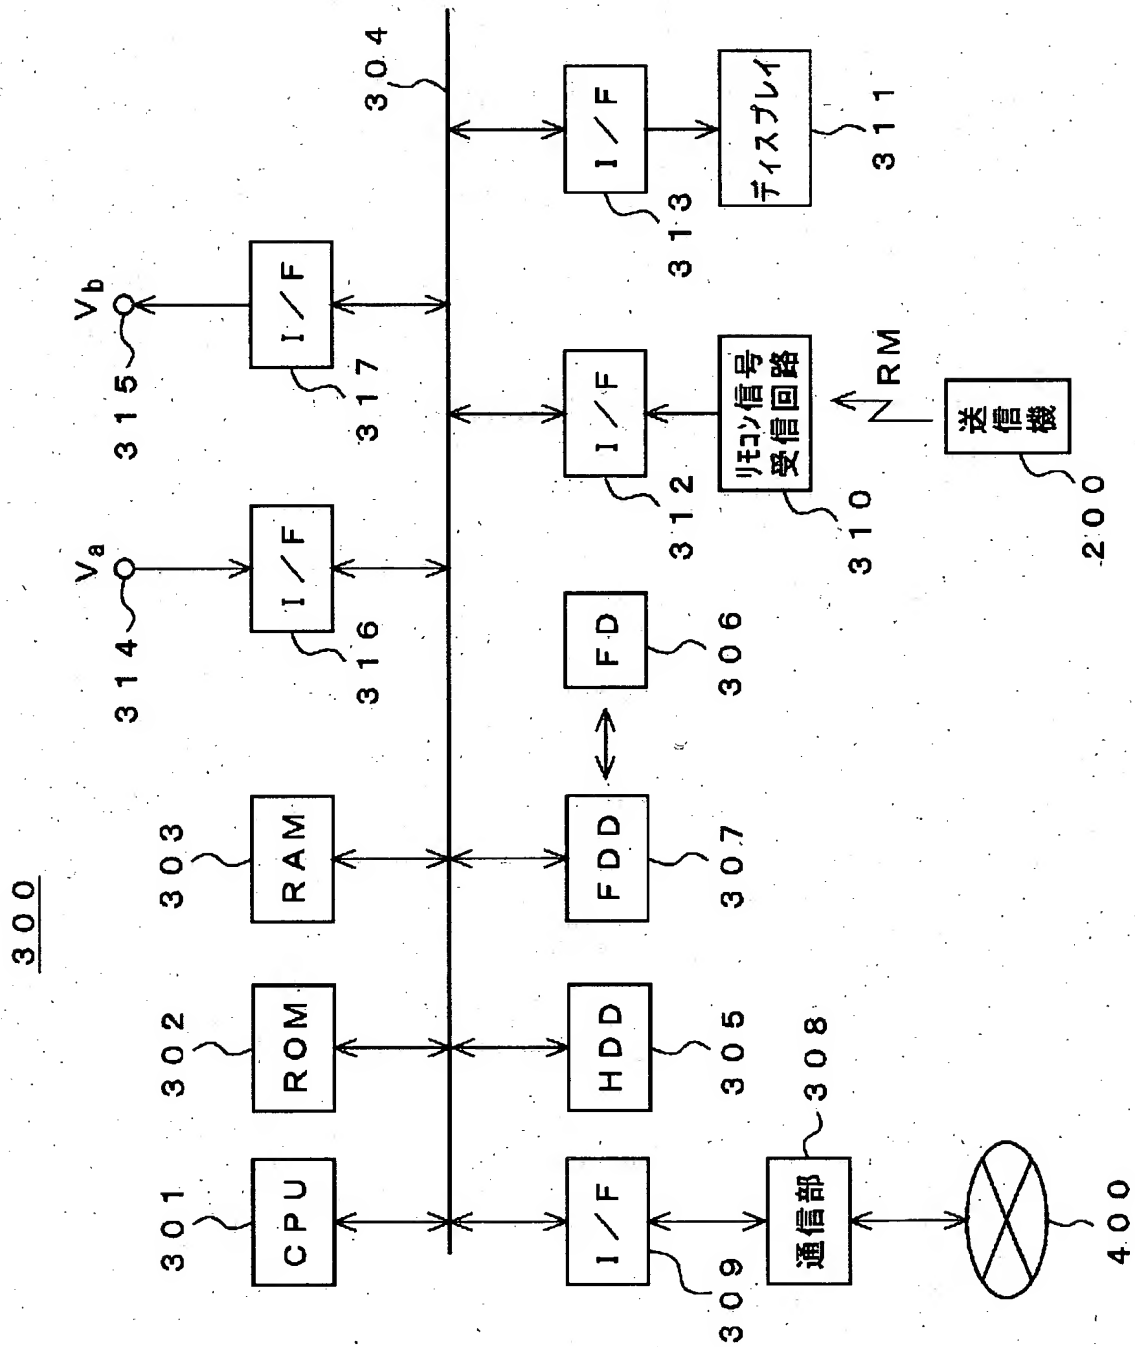 300
301
CPU
302
ROM
303
RAM
314
Va
I/F
316
315
Vb
I/F
317
304
I/F
309
通信部
308
400
HDD
305
FDD
307
FD
306
I/F
312
リモコン信号
受信回路
310
RM
送信機
200
I/F
313
ディスプレイ
311